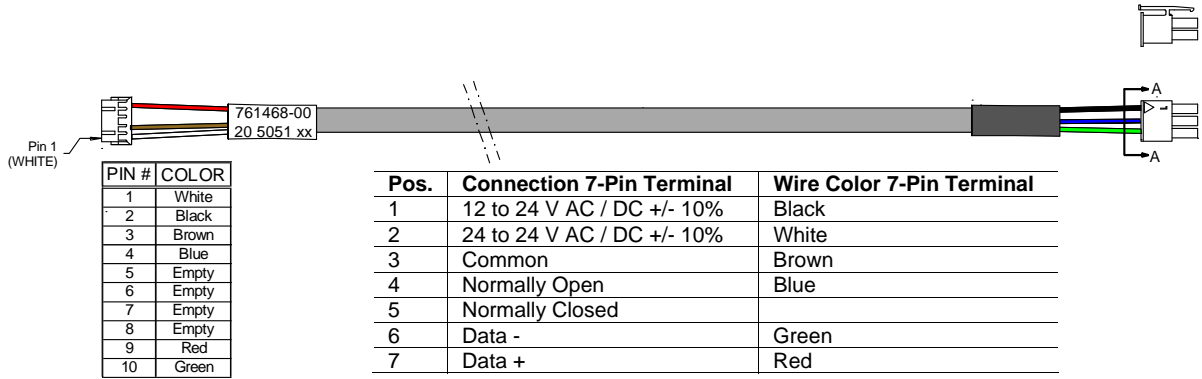 761468-00
20 5051 xx
A
A
Pin 1
(WHITE)
PIN # COLOR
1 White
2 Black
3 Brown
4 Blue
5 Empty
6 Empty
7 Empty
8 Empty
9 Red
10 Green
Pos. Connection 7-Pin Terminal Wire Color 7-Pin Terminal
1 12 to 24 V AC / DC +/- 10% Black
2 24 to 24 V AC / DC +/- 10% White
3 Common Brown
4 Normally Open Blue
5 Normally Closed
6 Data - Green
7 Data + Red